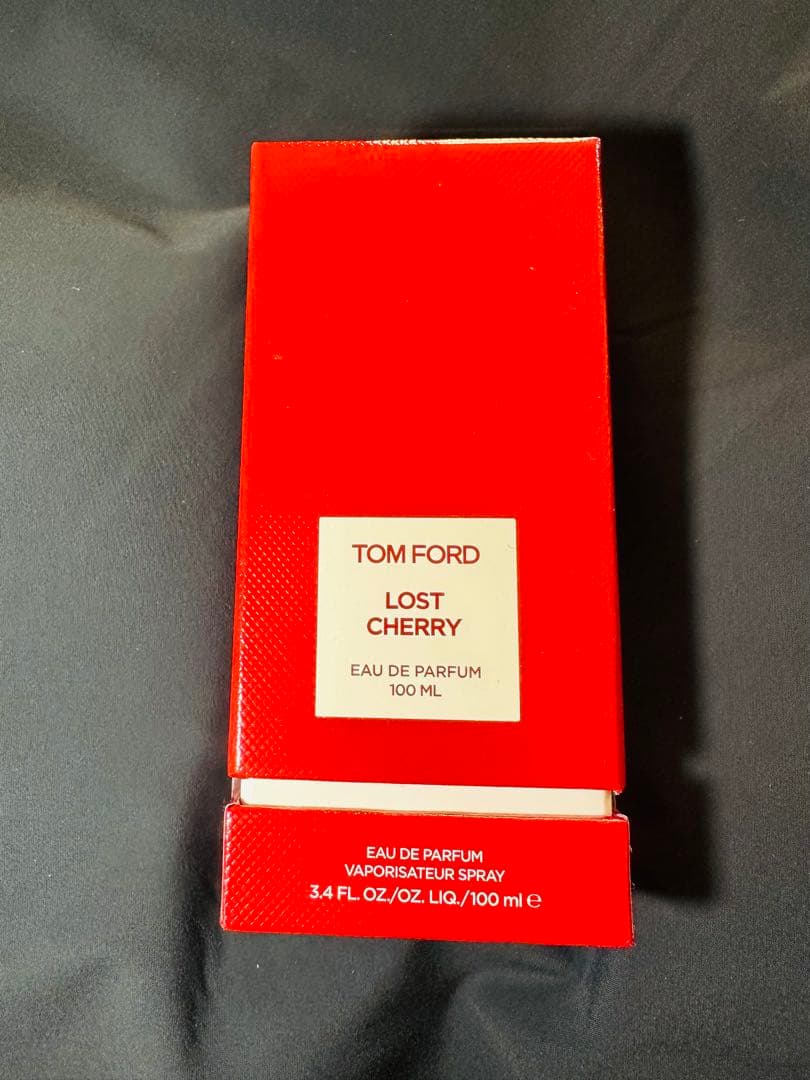 TOM FORD
LOST
CHERRY
EAU DE PARFUM
100 ML
EAU DE PARFUM
VAPORISATEUR SPRAY
3.4 FL. OZ./OZ. LIQ./100 ml ℮